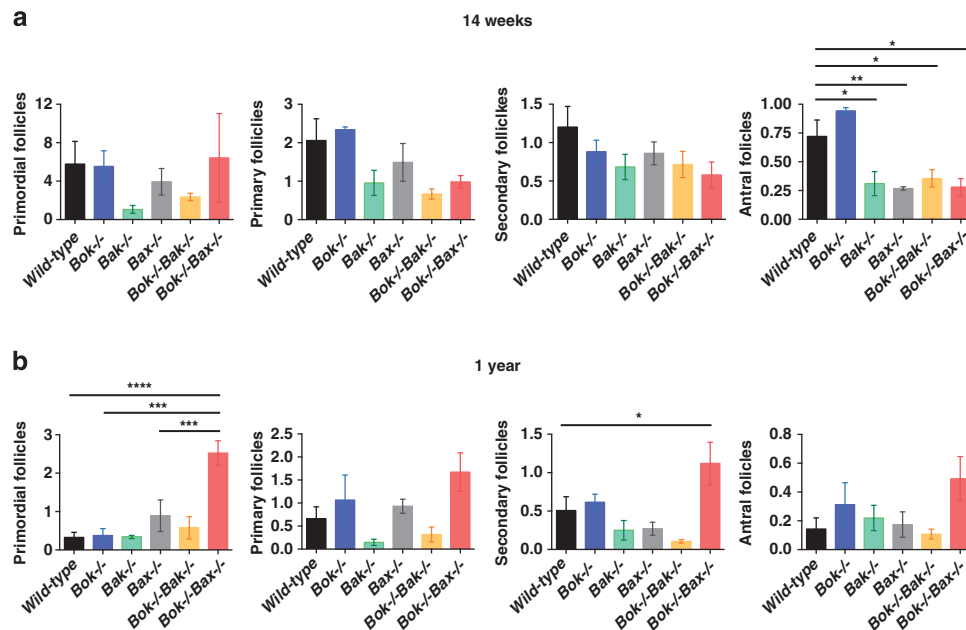 a
14 weeks
Primordial follicles
12
8
4
0
Wild-type
Bok-/-
Bak-/-
Bax-/-
Bok-/-Bak-/-
Bok-/-Bax-/-
Primary follicles
3
2
1
0
Wild-type
Bok-/-
Bak-/-
Bax-/-
Bok-/-Bak-/-
Bok-/-Bax-/-
Secondary follciikes
1.5
1.0
0.5
0.0
Wild-type
Bok-/-
Bak-/-
Bax-/-
Bok-/-Bak-/-
Bok-/-Bax-/-
*
*
**
*
Antral follicles
1.00
0.75
0.50
0.25
0.00
Wild-type
Bok-/-
Bak-/-
Bax-/-
Bok-/-Bak-/-
Bok-/-Bax-/-
b
1 year
****
***
***
Primordial follicles
3
2
1
0
Wild-type
Bok-/-
Bak-/-
Bax-/-
Bok-/-Bak-/-
Bok-/-Bax-/-
Primary follicles
2.5
2.0
1.5
1.0
0.5
0.0
Wild-type
Bok-/-
Bak-/-
Bax-/-
Bok-/-Bak-/-
Bok-/-Bax-/-
*
Secondary follicles
1.5
1.0
0.5
0.0
Wild-type
Bok-/-
Bak-/-
Bax-/-
Bok-/-Bak-/-
Bok-/-Bax-/-
Antral follicles
0.8
0.6
0.4
0.2
0.0
Wild-type
Bok-/-
Bak-/-
Bax-/-
Bok-/-Bak-/-
Bok-/-Bax-/-